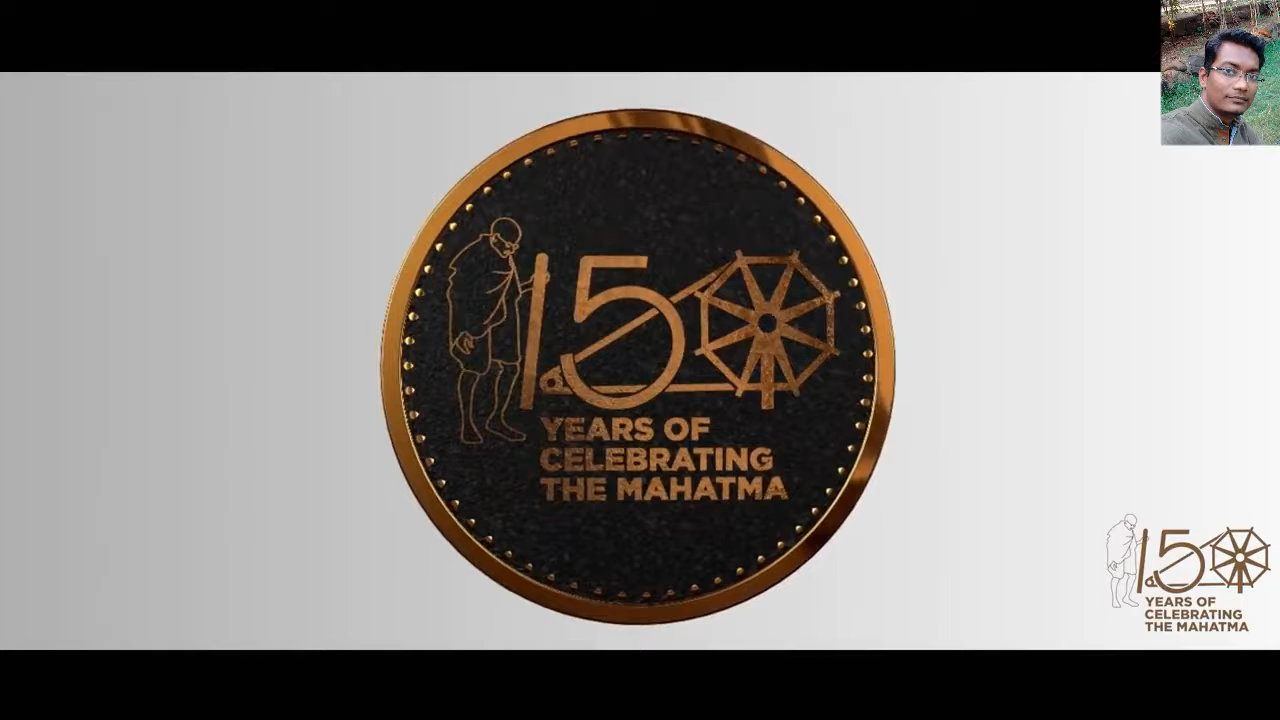 150
YEARS OF
CELEBRATING
THE MAHATMA
150
YEARS OF
CELEBRATING
THE MAHATMA